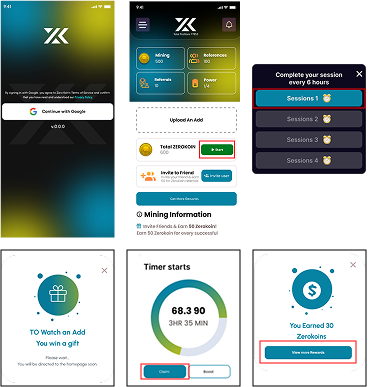 9:41
By signing in with google, you agree to Zerokoin's Terms of Service and confirm
that you have read and understood our Privacy Policy.
Continue with Google
v.0.0.0
9:41
Mining
500
References
100
Referrals
10
Power
1/4
Upload An Add
Total ZEROKOIN
600
Start
Invite to Friend
Invite User
Get More Rewards
Mining Information
Invite Friends & Earn 50 Zerokoin!
Earn 50 Zerokoin for every successful
Complete your session
every 6 hours
Sessions 1
Sessions 2
Sessions 3
Sessions 4
TO Watch an Add
You win a gift
Please wait,
You will be directed to the homepage soon.
Timer starts
68.3 90
3HR 35 MIN
Claim
Boost
You Earned 30
Zerokoins
View more Rewards